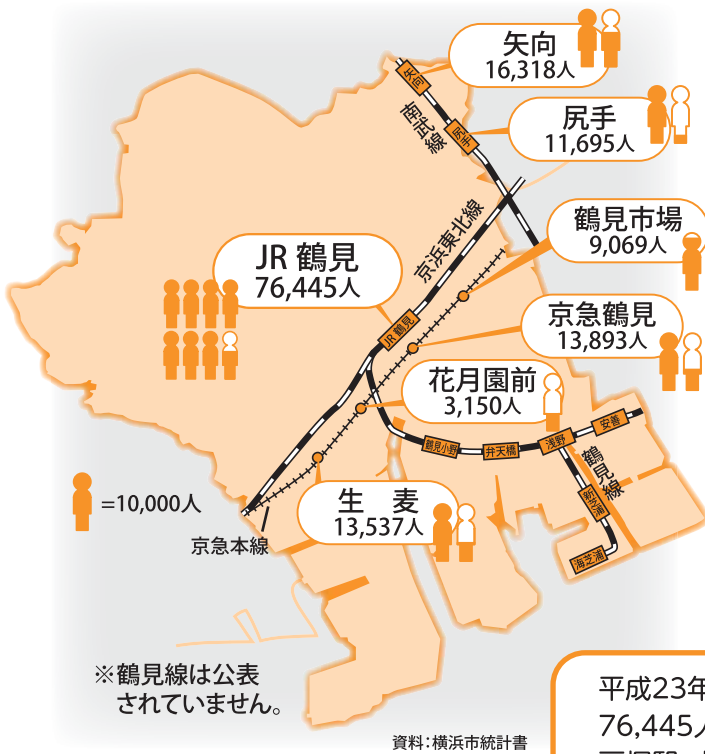 矢向
16,318人
矢向
南武線
尻手
尻手
11,695人
鶴見市場
9,069人
京浜東北線
JR 鶴見
76,445人
JR 鶴見
京急鶴見
13,893人
花月園前
3,150人
鶴見小野
弁天橋
浅野
安善
鶴見線
新芝浦
海芝浦
=10,000人
生 麦
13,537人
京急本線
※鶴見線は公表
されていません。
資料：横浜市統計書
平成23年
76,445人